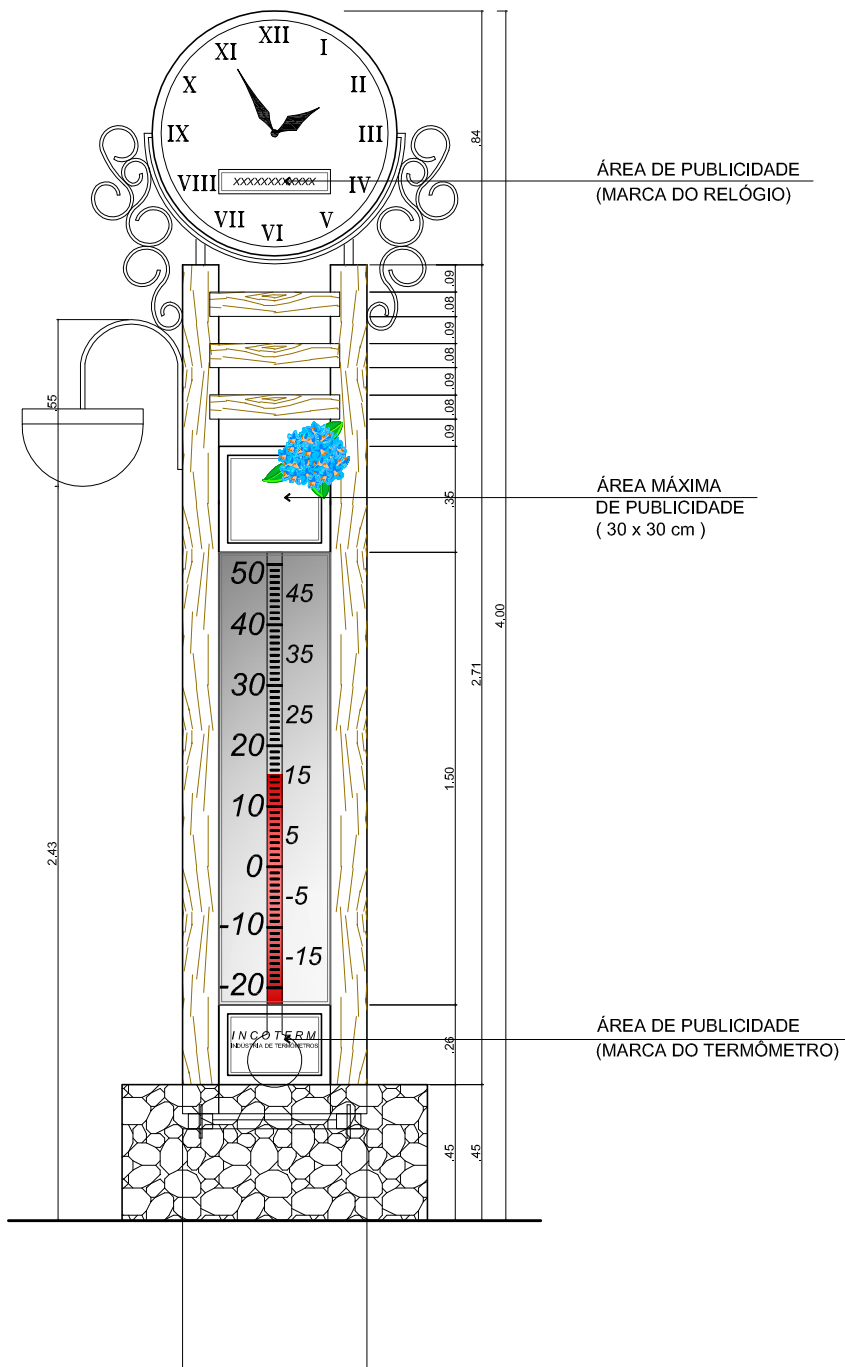 XII
XI
I
X
II
IX
III
VIII
XXXXXXXXXXXX
IV
VII
V
VI
ÁREA DE PUBLICIDADE
(MARCA DO RELÓGIO)
.84
.09
.08
.09
.08
.09
.08
.09
.55
ÁREA MÁXIMA
DE PUBLICIDADE
( 30 x 30 cm )
.35
50
45
40
35
30
25
20
15
10
5
0
-5
-10
-15
-20
4.00
2.71
1.50
2.43
INCOTERM
INDÚSTRIA DE TERMÔMETROS
ÁREA DE PUBLICIDADE
(MARCA DO TERMÔMETRO)
.26
.45
.45